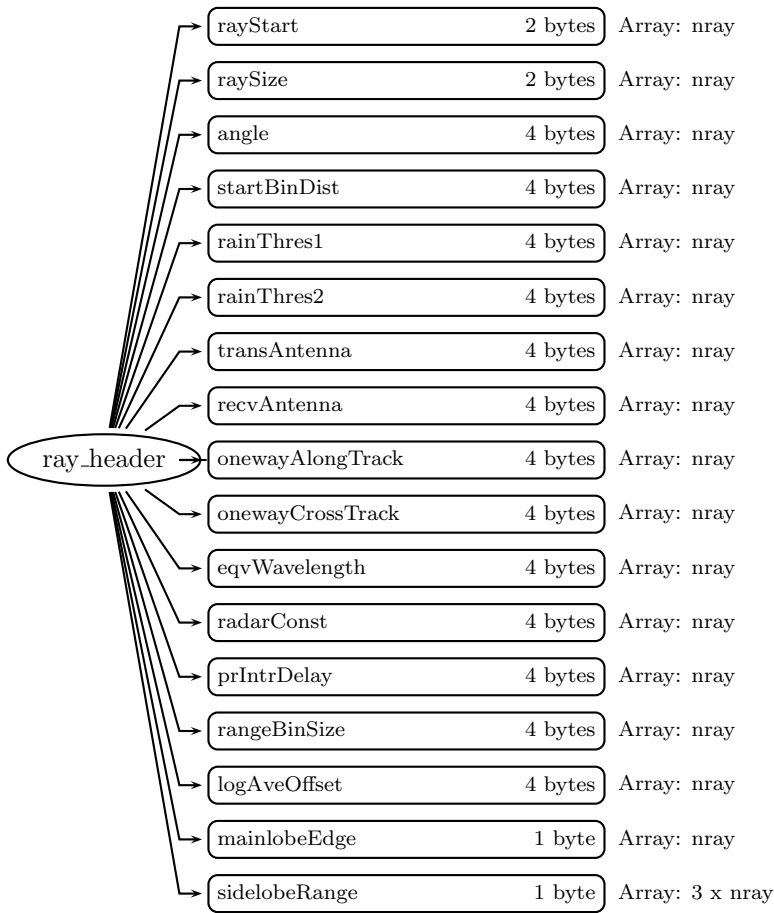 rayStart 2 bytes Array: nray
raySize 2 bytes Array: nray
angle 4 bytes Array: nray
startBinDist 4 bytes Array: nray
rainThres1 4 bytes Array: nray
rainThres2 4 bytes Array: nray
transAntenna 4 bytes Array: nray
recvAntenna 4 bytes Array: nray
ray_header onewayAlongTrack 4 bytes Array: nray
onewayCrossTrack 4 bytes Array: nray
eqvWavelength 4 bytes Array: nray
radarConst 4 bytes Array: nray
prIntrDelay 4 bytes Array: nray
rangeBinSize 4 bytes Array: nray
logAveOffset 4 bytes Array: nray
mainlobeEdge 1 byte Array: nray
sidelobeRange 1 byte Array: 3 x nray